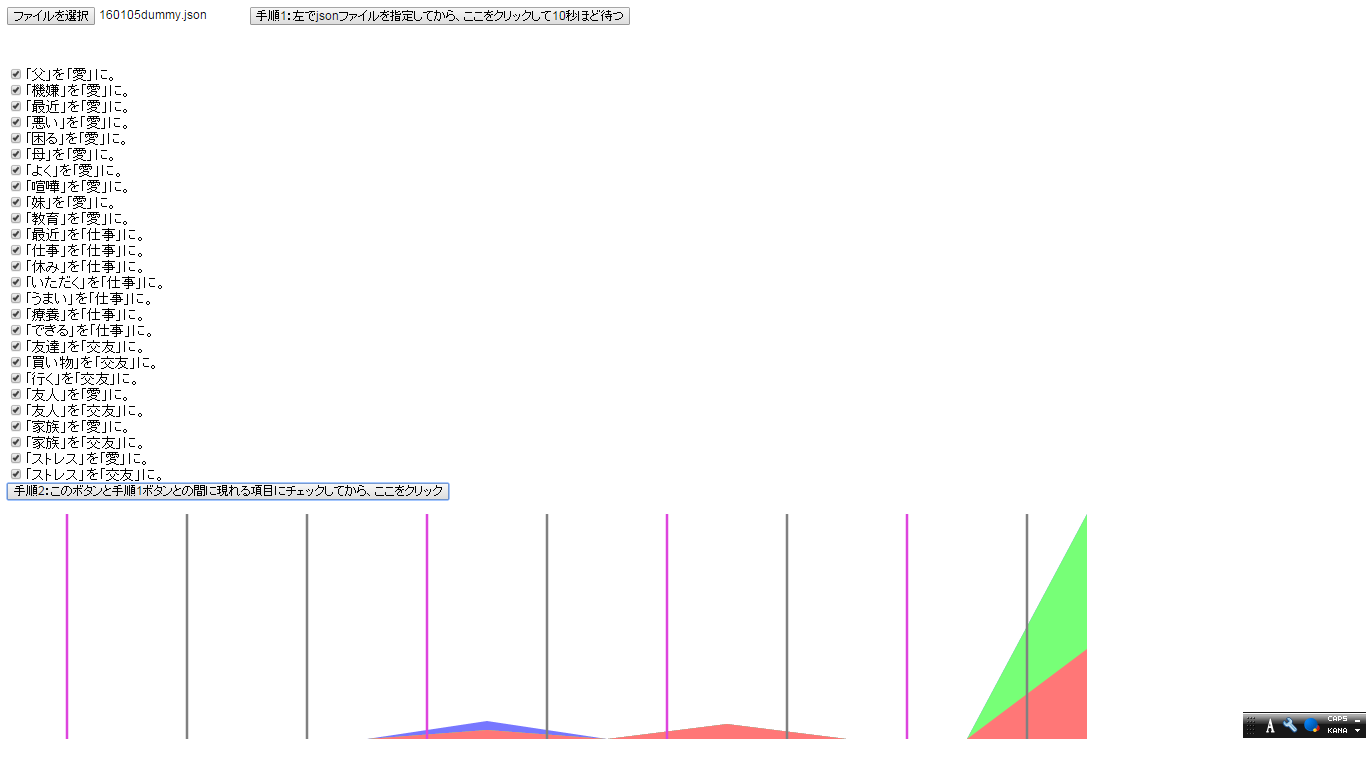 ファイルを選択 160105dummy.json 手順1:左でjsonファイルを指定してから、ここをクリックして10秒ほど待つ
「父」を「愛」に。
「機嫌」を「愛」に。
「最近」を「愛」に。
「悪い」を「愛」に。
「困る」を「愛」に。
「母」を「愛」に。
「よく」を「愛」に。
「喧嘩」を「愛」に。
「妹」を「愛」に。
「教育」を「愛」に。
「最近」を「仕事」に。
「仕事」を「仕事」に。
「休み」を「仕事」に。
「いただく」を「仕事」に。
「うまい」を「仕事」に。
「療養」を「仕事」に。
「できる」を「仕事」に。
「友達」を「交友」に。
「買い物」を「交友」に。
「行く」を「交友」に。
「友人」を「愛」に。
「友人」を「交友」に。
「家族」を「愛」に。
「家族」を「交友」に。
「ストレス」を「愛」に。
「ストレス」を「交友」に。
手順2:このボタンと手順1ボタンとの間に現れる項目にチェックしてから、ここをクリック
A CAPS
KANA